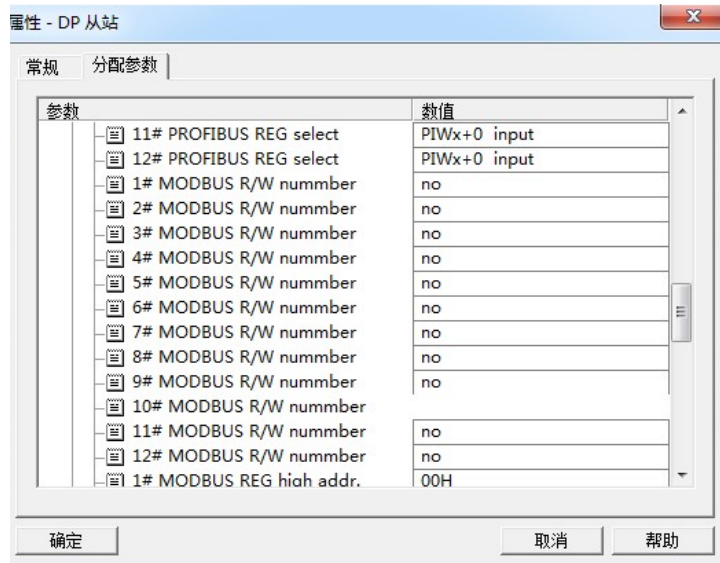 属性 - DP 从站
常规 分配参数
参数 数值
11# PROFIBUS REG select PIWx+0 input
12# PROFIBUS REG select PIWx+0 input
1# MODBUS R/W nummber no
2# MODBUS R/W nummber no
3# MODBUS R/W nummber no
4# MODBUS R/W nummber no
5# MODBUS R/W nummber no
6# MODBUS R/W nummber no
7# MODBUS R/W nummber no
8# MODBUS R/W nummber no
9# MODBUS R/W nummber no
10# MODBUS R/W nummber
11# MODBUS R/W nummber no
12# MODBUS R/W nummber no
1# MODBUS REG high addr. 00H
确定 取消 帮助